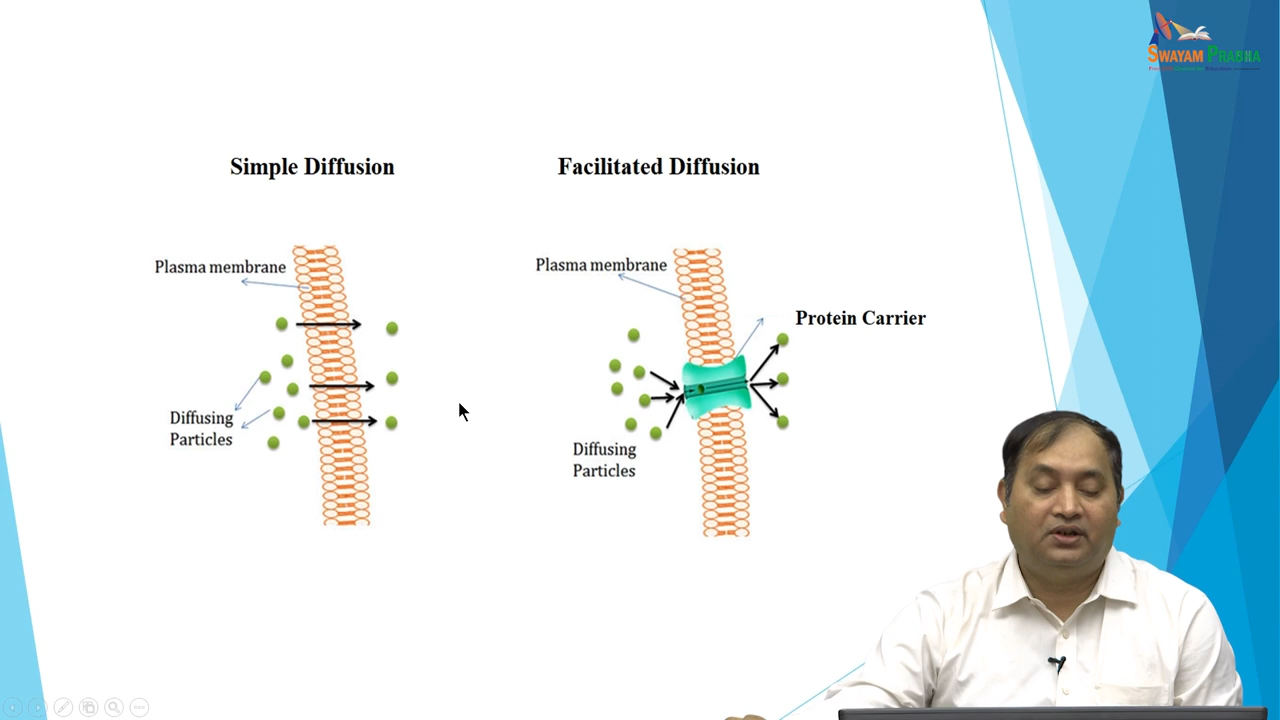 SWAYAM PRABHA
Simple Diffusion
Facilitated Diffusion
Plasma membrane
Diffusing
Particles
Plasma membrane
Protein Carrier
Diffusing
Particles